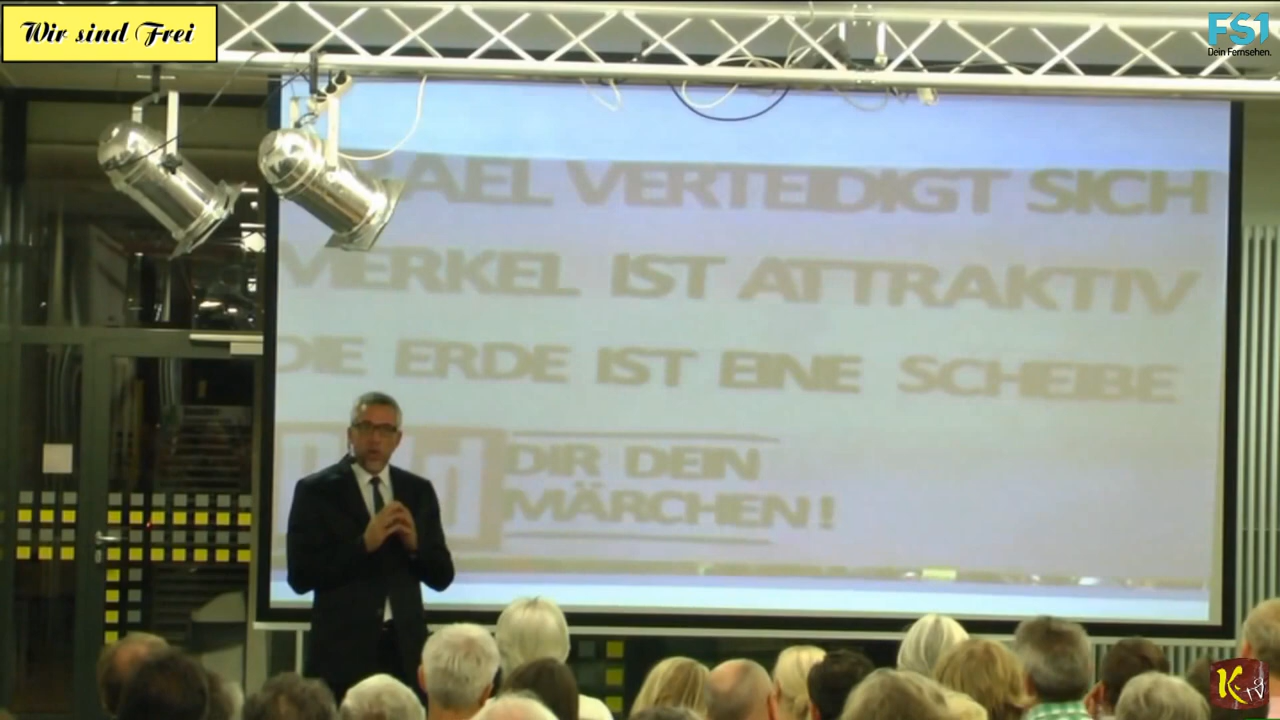 Wir sind Frei
FS1
Dein Fernsehen.
AEL VERTEIDIGT SICH
MERKEL IST ATTRAKTIV
DIE ERDE IST EINE SCHEIBE
DIR DEIN
MÄRCHEN!
K TV